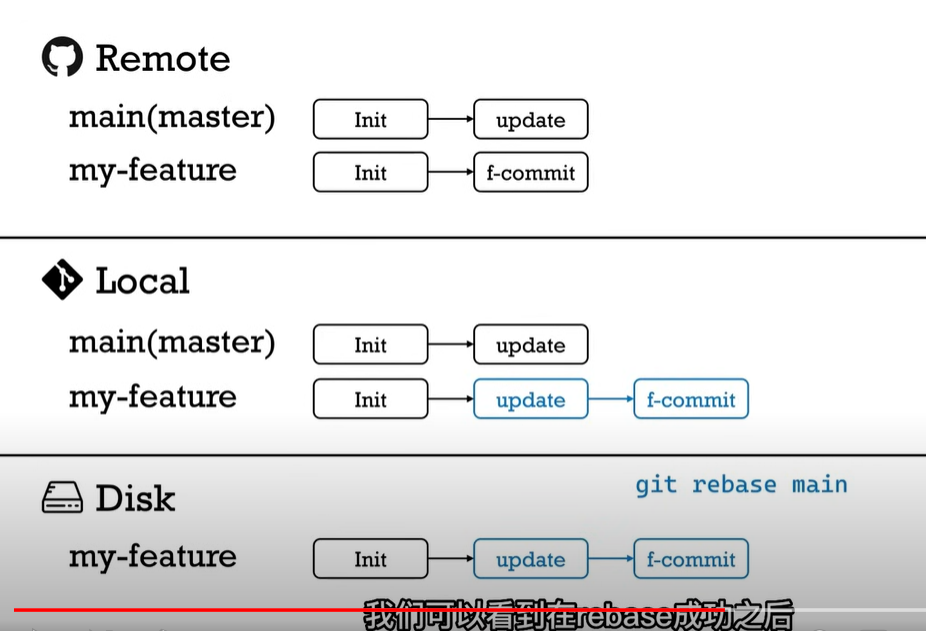 Remote
main(master) Init update
my-feature Init f-commit
Local
main(master) Init update
my-feature Init update f-commit
Disk
git rebase main
my-feature Init update f-commit
我们可以看到在rebase成功之后